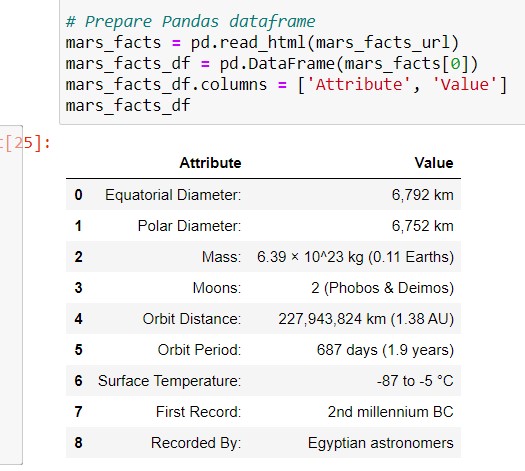 # Prepare Pandas dataframe
mars_facts = pd.read_html(mars_facts_url)
mars_facts_df = pd.DataFrame(mars_facts[0])
mars_facts_df.columns = ['Attribute', 'Value']
mars_facts_df
t[25]:
Attribute Value
0 Equatorial Diameter: 6,792 km
1 Polar Diameter: 6,752 km
2 Mass: 6.39 × 10^23 kg (0.11 Earths)
3 Moons: 2 (Phobos & Deimos)
4 Orbit Distance: 227,943,824 km (1.38 AU)
5 Orbit Period: 687 days (1.9 years)
6 Surface Temperature: -87 to -5 °C
7 First Record: 2nd millennium BC
8 Recorded By: Egyptian astronomers